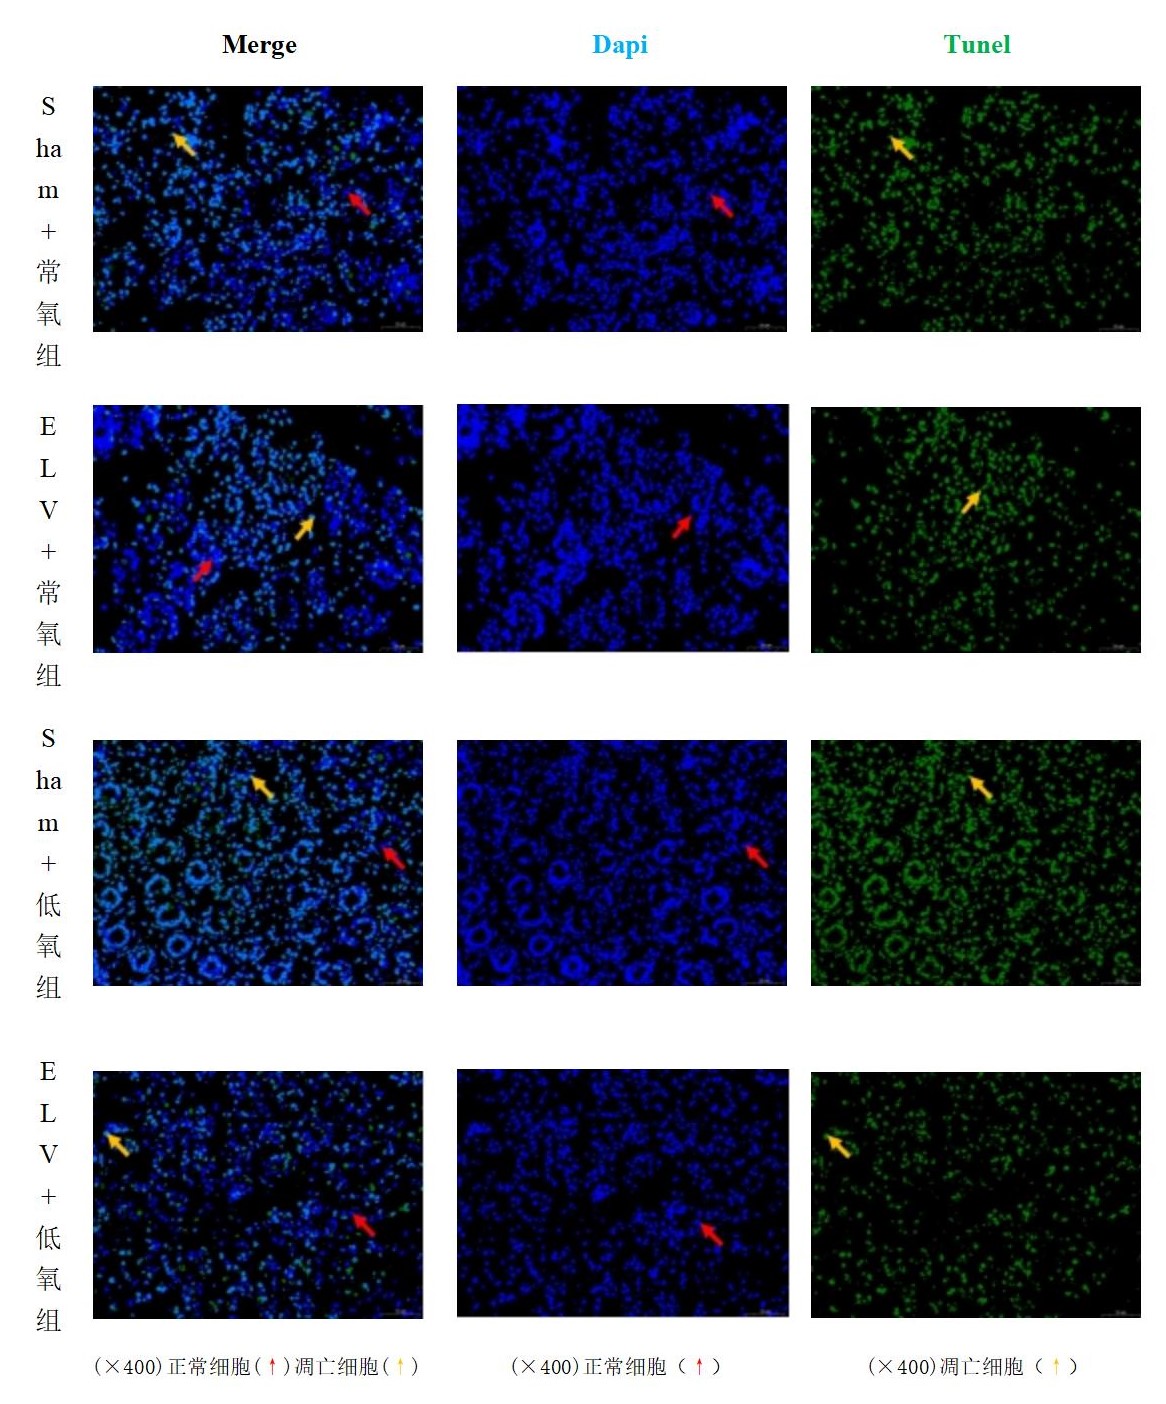 Merge Dapi Tunel
S
ha
m
+
常
氧
组
E
L
V
+
常
氧
组
S
ha
m
+
低
氧
组
E
L
V
+
低
氧
组
(×400)正常细胞(↑)凋亡细胞(↑) (×400)正常细胞（↑） (×400)凋亡细胞（↑）